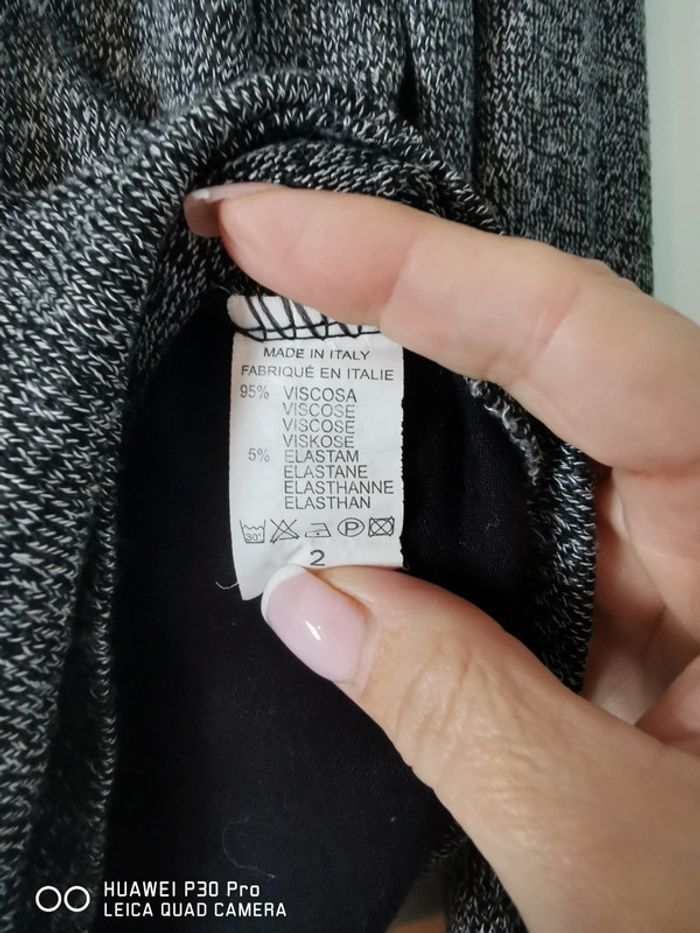 MADE IN ITALY
FABRIQUÉ EN ITALIE
95% VISCOSA
VISCOSE
VISCOSE
VISKOSE
5% ELASTAM
ELASTANE
ELASTHANNE
ELASTHAN
30° P
2
HUAWEI P30 Pro
LEICA QUAD CAMERA